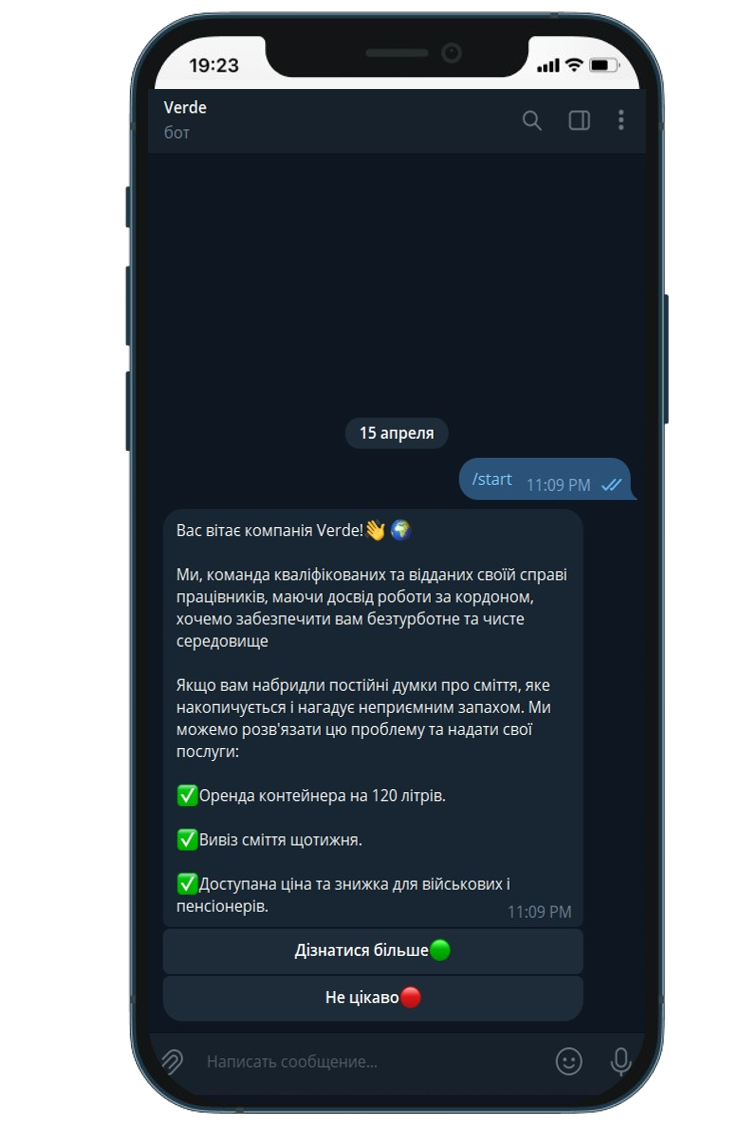 19:23
Verde
бот
15 апреля
/start 11:09 PM
Вас вітає компанія Verde!👋🌍
Ми, команда кваліфікованих та відданих своїй справі
працівників, маючи досвід роботи за кордоном,
хочемо забезпечити вам безтурботне та чисте
середовище
Якщо вам набридли постійні думки про сміття, яке
накопичується і нагадує неприємним запахом. Ми
можемо розв'язати цю проблему та надати свої
послуги:
✅Оренда контейнера на 120 літрів.
✅Вивіз сміття щотижня.
✅Доступана ціна та знижка для військових і
пенсіонерів.
11:09 PM
Дізнатися більше🟢
Не цікаво🔴
Написать сообщение...